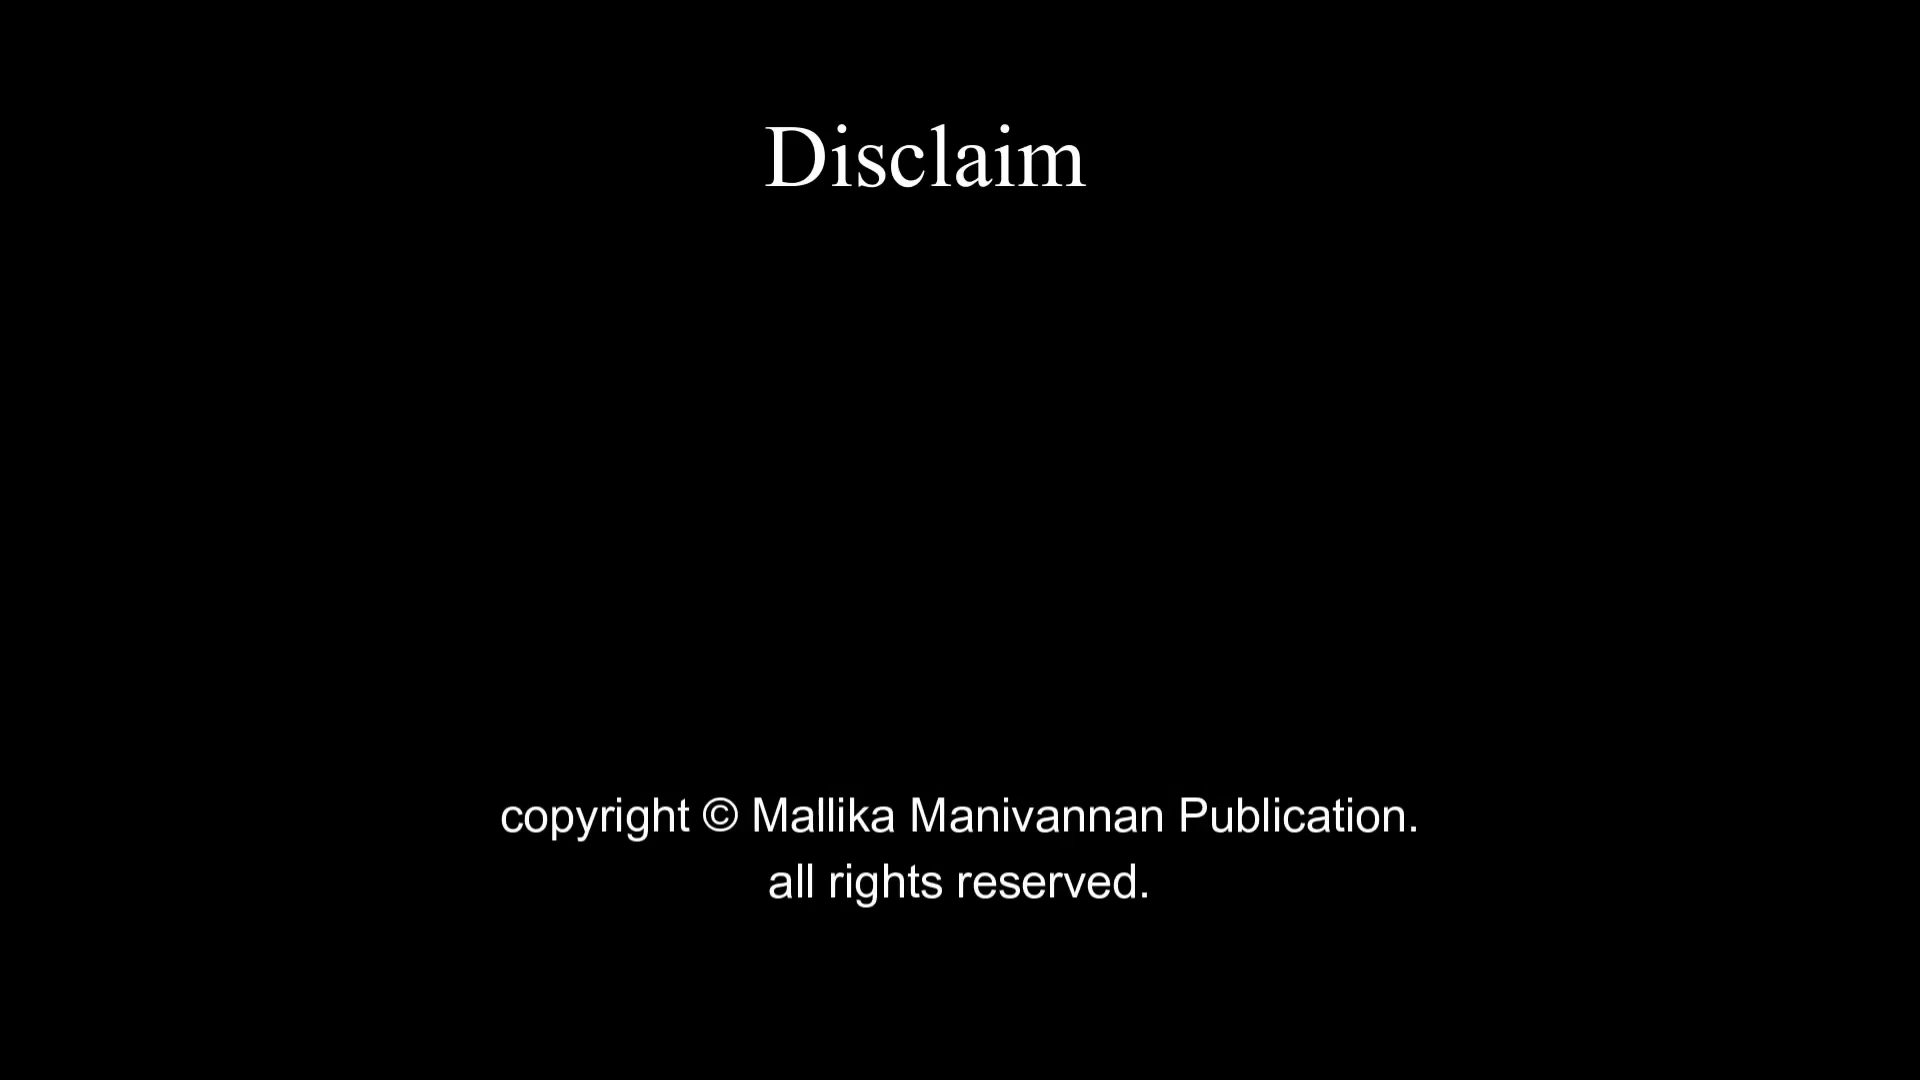 Disclaim
copyright © Mallika Manivannan Publication.
all rights reserved.